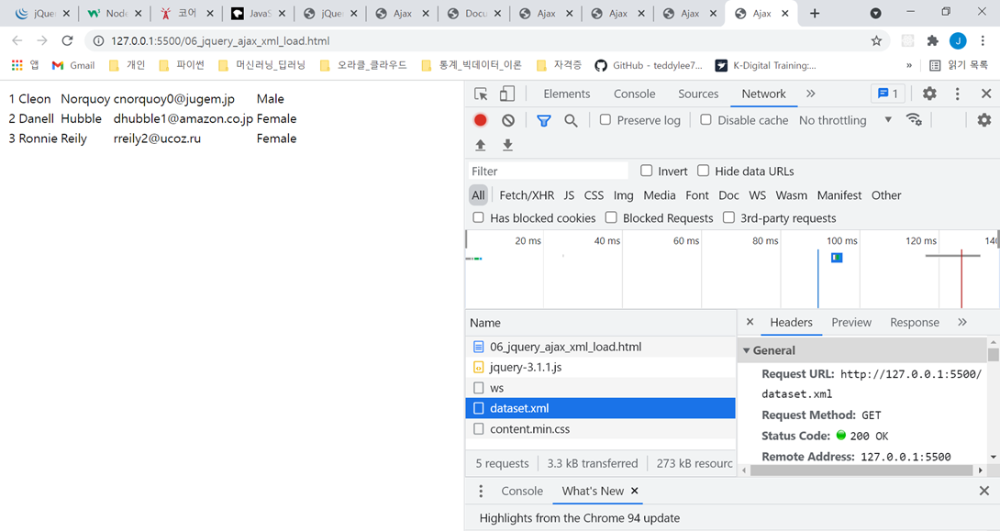 jQuec
Node
코어
JavaS
jQuec
Ajax
Docu
Ajax
Ajax
Ajax
Ajax
127.0.0.1:5500/06_jquery_ajax_xml_load.html
J
앱 Gmail 개인 파이썬 머신러닝_딥러닝 오라클_클라우드 통계_빅데이터_이론 자격증 GitHub - teddylee7... K-Digital Training:... » 읽기 목록
1 Cleon Norquoy cnorquoy0@jugem.jp Male
2 Danell Hubble dhubble1@amazon.co.jp Female
3 Ronnie Reily rreily2@ucoz.ru Female
Elements Console Sources Network » 1
Preserve log Disable cache No throttling
Filter Invert Hide data URLs
All Fetch/XHR JS CSS Img Media Font Doc WS Wasm Manifest Other
Has blocked cookies Blocked Requests 3rd-party requests
20 ms 40 ms 60 ms 80 ms 100 ms 120 ms
Name
06_jquery_ajax_xml_load.html
jquery-3.1.1.js
ws
dataset.xml
content.min.css
5 requests 3.3 kB transferred 273 kB resourc
Headers Preview Response »
General
Request URL: http://127.0.0.1:5500/
dataset.xml
Request Method: GET
Status Code: 200 OK
Remote Address: 127.0.0.1:5500
Console What's New
Highlights from the Chrome 94 update